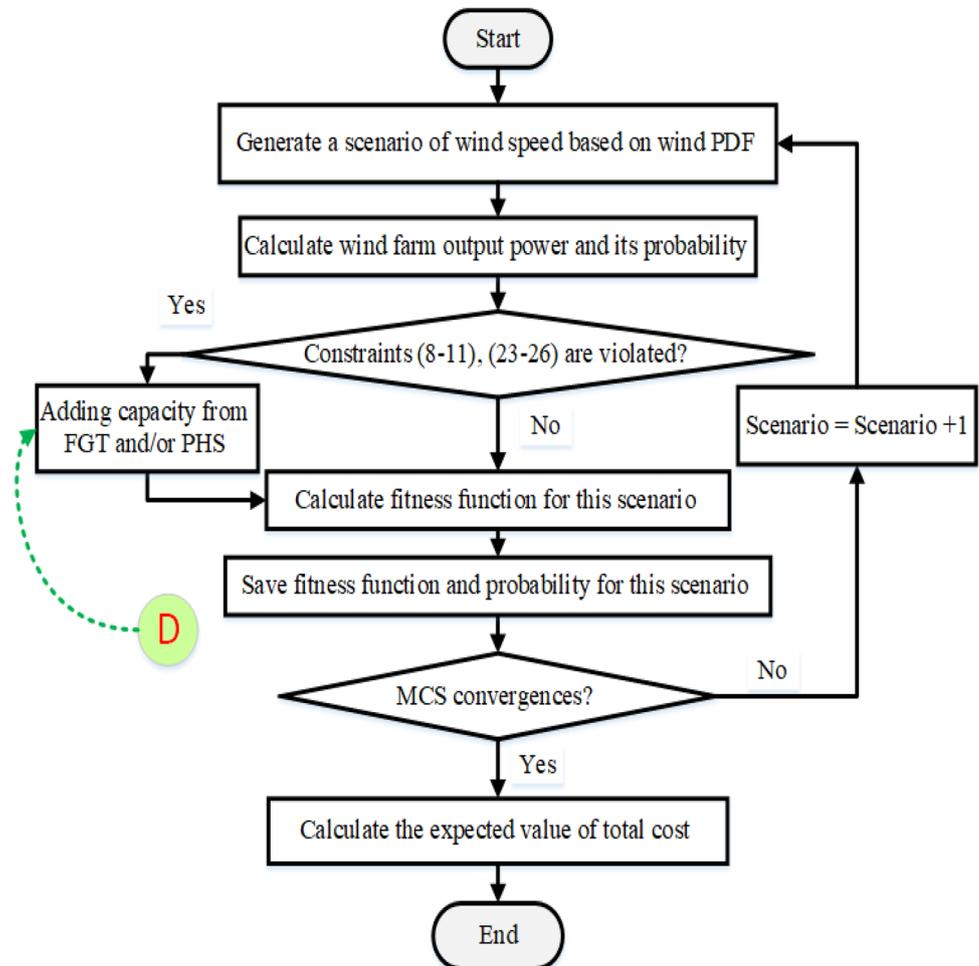 Start
Generate a scenario of wind speed based on wind PDF
Calculate wind farm output power and its probability
Yes
Constraints (8-11), (23-26) are violated?
Adding capacity from
FGT and/or PHS
No
Scenario = Scenario +1
Calculate fitness function for this scenario
Save fitness function and probability for this scenario
D
MCS convergences?
No
Yes
Calculate the expected value of total cost
End